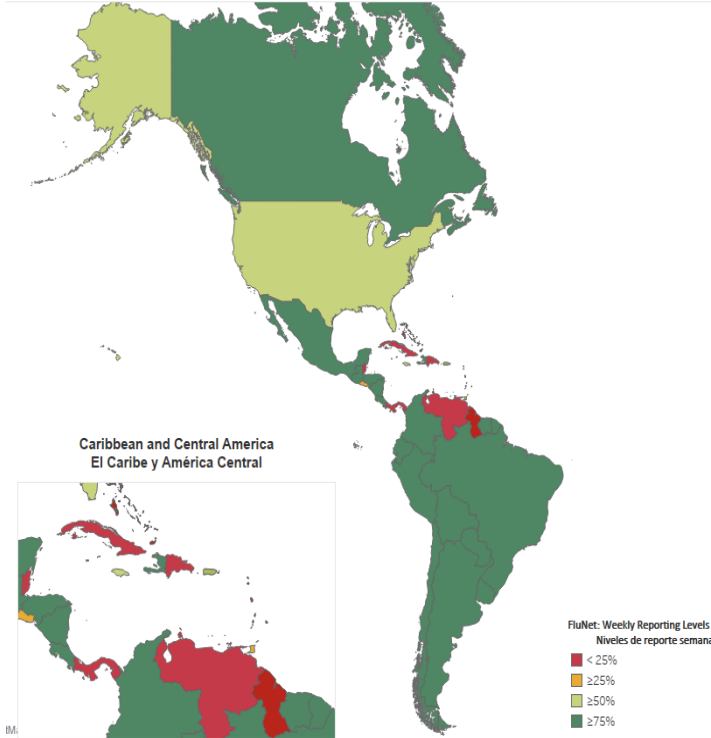 Caribbean and Central America
El Caribe y América Central
FluNet: Weekly Reporting Levels
Niveles de reporte semana
< 25%
≥25%
≥50%
≥75%